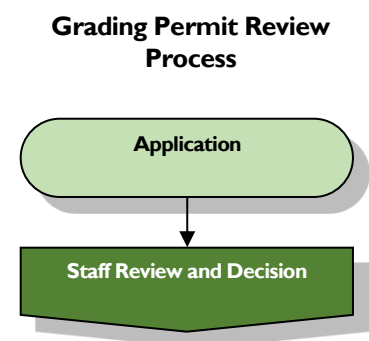 Grading Permit Review
Process
Application
Staff Review and Decision